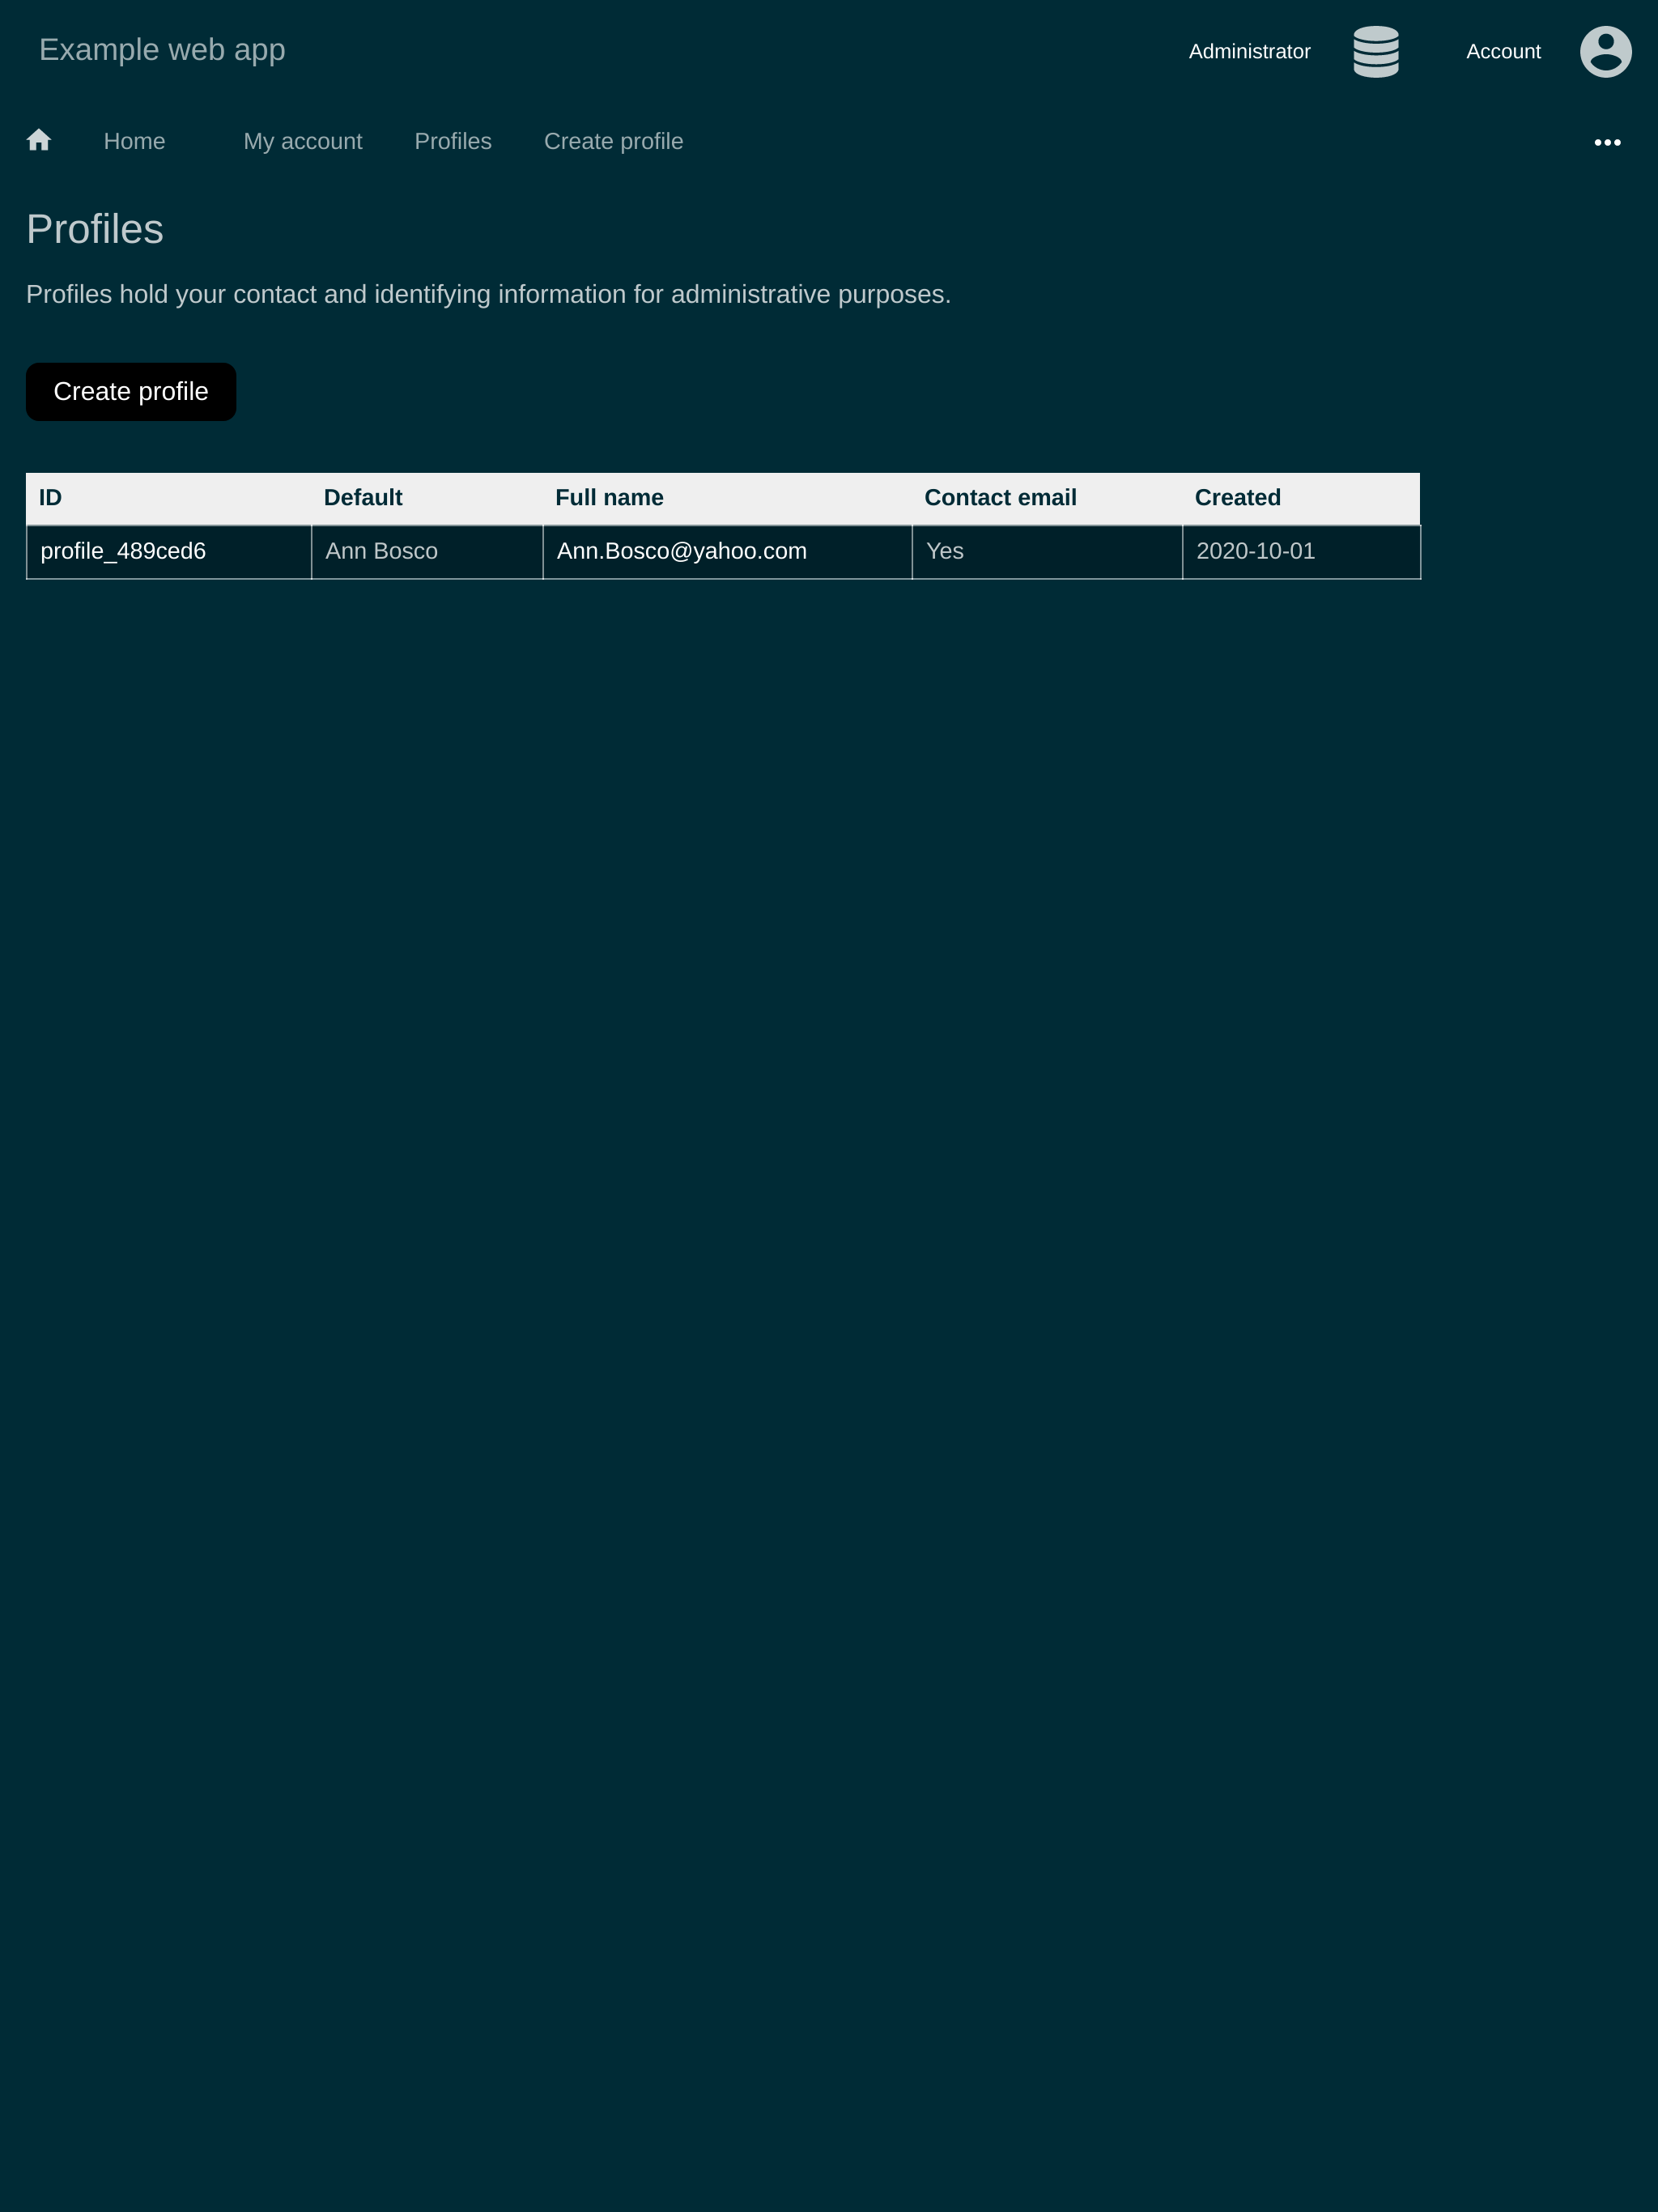 Example web app
Administrator Account
Home My account Profiles Create profile
Profiles
Profiles hold your contact and identifying information for administrative purposes.
Create profile
ID Default Full name Contact email Created
profile_489ced6 Ann Bosco Ann.Bosco@yahoo.com Yes 2020-10-01